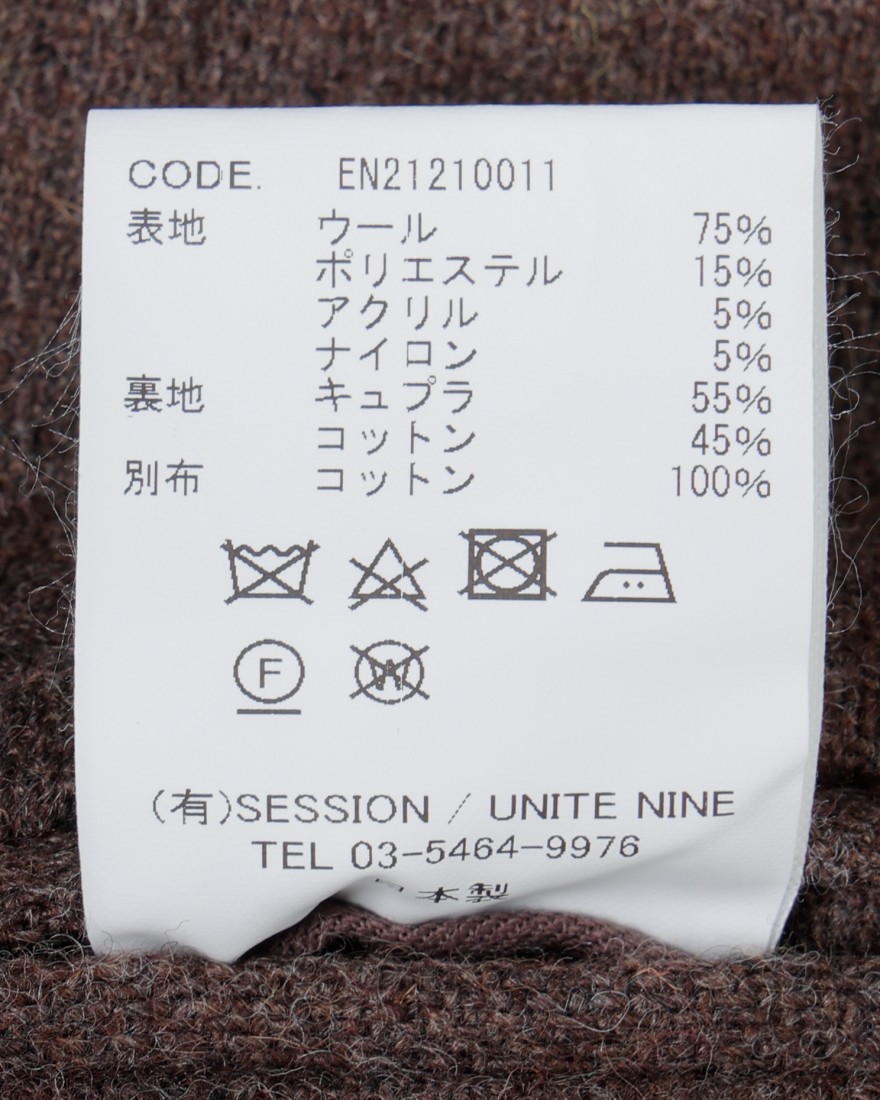 CODE. EN21210011
表地 ウール 75%
ポリエステル 15%
アクリル 5%
ナイロン 5%
裏地 キュプラ 55%
コットン 45%
別布 コットン 100%
F W
(有)SESSION / UNITE NINE
TEL 03-5464-9976
日本製